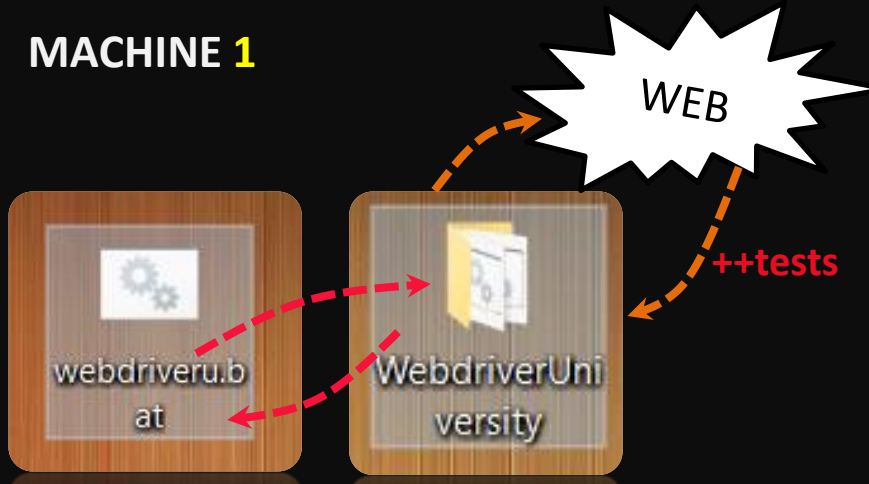 MACHINE 1
WEB
++tests
webdriveru.b
at
WebdriverUni
versity